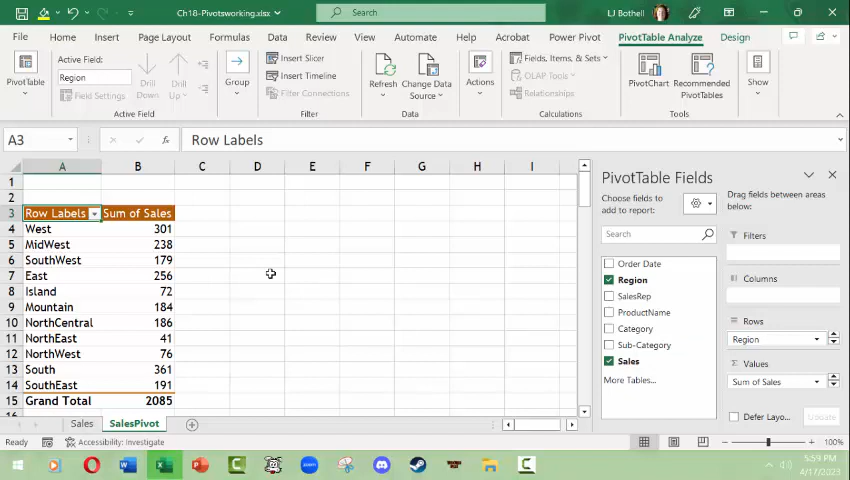 Ch18-Pivotsworking.xlsx
Search
LJ Bothell
File Home Insert Page Layout Formulas Data Review View Automate Help Acrobat Power Pivot PivotTable Analyze Design
PivotTable
Active Field:
Region
Field Settings
Drill Down
Drill Up
Active Field
Group
Insert Slicer
Insert Timeline
Filter Connections
Filter
Refresh
Change Data Source
Data
Actions
Fields, Items, & Sets
OLAP Tools
Relationships
Calculations
PivotChart
Recommended PivotTables
Tools
Show
A3 fx Row Labels
A B C D E F G H I
1
2
3 Row Labels Sum of Sales
4 West 301
5 MidWest 238
6 SouthWest 179
7 East 256
8 Island 72
9 Mountain 184
10 NorthCentral 186
11 NorthEast 41
12 NorthWest 76
13 South 361
14 SouthEast 191
15 Grand Total 2085
PivotTable Fields
Choose fields to add to report:
Search
Order Date
Region
SalesRep
ProductName
Category
Sub-Category
Sales
More Tables...
Drag fields between areas below:
Filters
Columns
Rows
Region
Values
Sum of Sales
Defer Layo...
Update
Sales SalesPivot
Ready
Accessibility: Investigate
100%
5:59 PM
4/17/2023